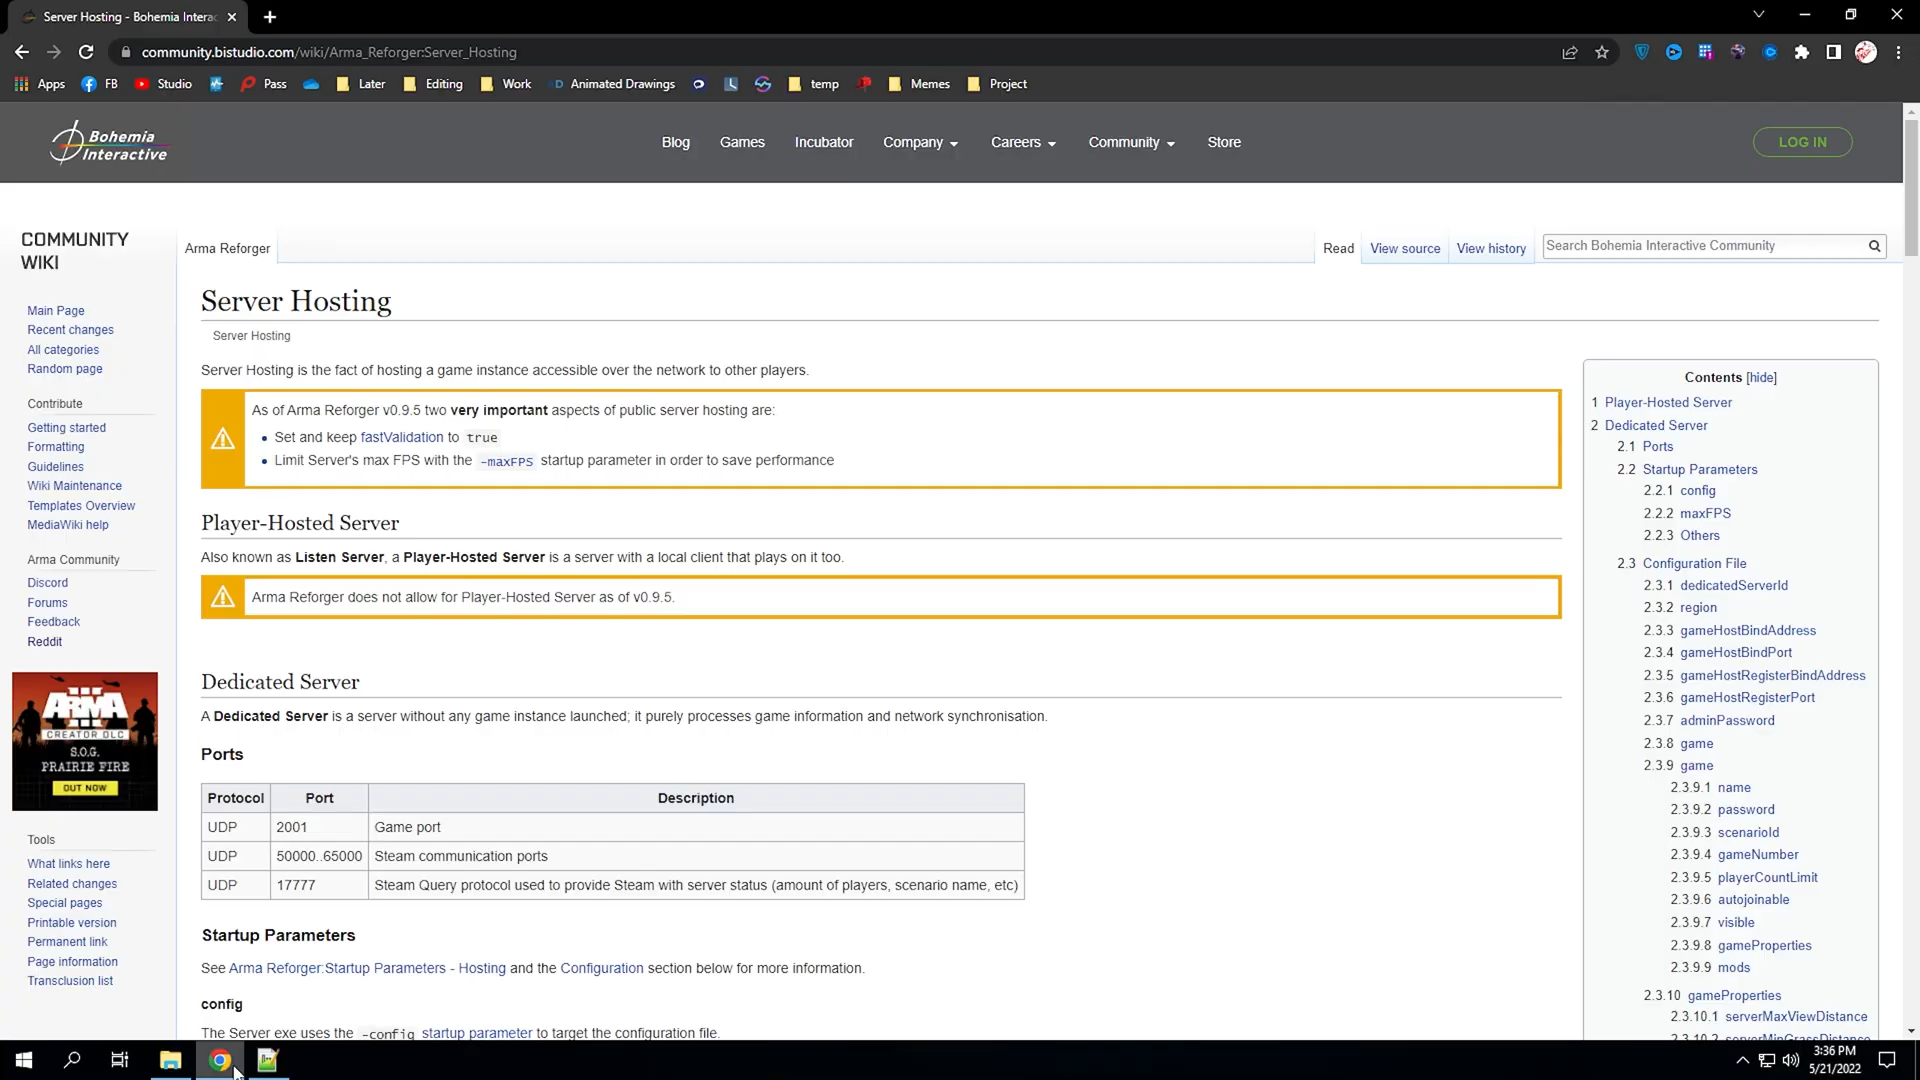 Server Hosting - Bohemia Interac
community.bistudio.com/wiki/Arma_Reforger:Server_Hosting
Apps FB Studio Pass Later Editing Work Animated Drawings temp Memes Project
Bohemia Interactive
Blog Games Incubator Company Careers Community Store LOG IN
COMMUNITY WIKI
Main Page
Recent changes
All categories
Random page
Contribute
Getting started
Formatting
Guidelines
Wiki Maintenance
Templates Overview
MediaWiki help
Arma Community
Discord
Forums
Feedback
Reddit
ARMA III
CREATOR DLC
S.O.G.
PRAIRIE FIRE
OUT NOW
Tools
What links here
Related changes
Special pages
Printable version
Permanent link
Page information
Transclusion list
Arma Reforger Read View source View history Search Bohemia Interactive Community
Server Hosting
Server Hosting
Server Hosting is the fact of hosting a game instance accessible over the network to other players.
As of Arma Reforger v0.9.5 two very important aspects of public server hosting are:
Set and keep fastValidation to true
Limit Server's max FPS with the -maxFPS startup parameter in order to save performance
Player-Hosted Server
Also known as Listen Server, a Player-Hosted Server is a server with a local client that plays on it too.
Arma Reforger does not allow for Player-Hosted Server as of v0.9.5.
Dedicated Server
A Dedicated Server is a server without any game instance launched; it purely processes game information and network synchronisation.
Ports
Protocol Port Description
UDP 2001 Game port
UDP 50000..65000 Steam communication ports
UDP 17777 Steam Query protocol used to provide Steam with server status (amount of players, scenario name, etc)
Startup Parameters
See Arma Reforger:Startup Parameters - Hosting and the Configuration section below for more information.
config
The Server exe uses the -config startup parameter to target the configuration file.
Contents [hide]
1 Player-Hosted Server
2 Dedicated Server
2.1 Ports
2.2 Startup Parameters
2.2.1 config
2.2.2 maxFPS
2.2.3 Others
2.3 Configuration File
2.3.1 dedicatedServerId
2.3.2 region
2.3.3 gameHostBindAddress
2.3.4 gameHostBindPort
2.3.5 gameHostRegisterBindAddress
2.3.6 gameHostRegisterPort
2.3.7 adminPassword
2.3.8 game
2.3.9 game
2.3.9.1 name
2.3.9.2 password
2.3.9.3 scenarioId
2.3.9.4 gameNumber
2.3.9.5 playerCountLimit
2.3.9.6 autojoinable
2.3.9.7 visible
2.3.9.8 gameProperties
2.3.9.9 mods
2.3.10 gameProperties
2.3.10.1 serverMaxViewDistance
2.3.10.2 serverMinGrassDistance
3:36 PM
5/21/2022